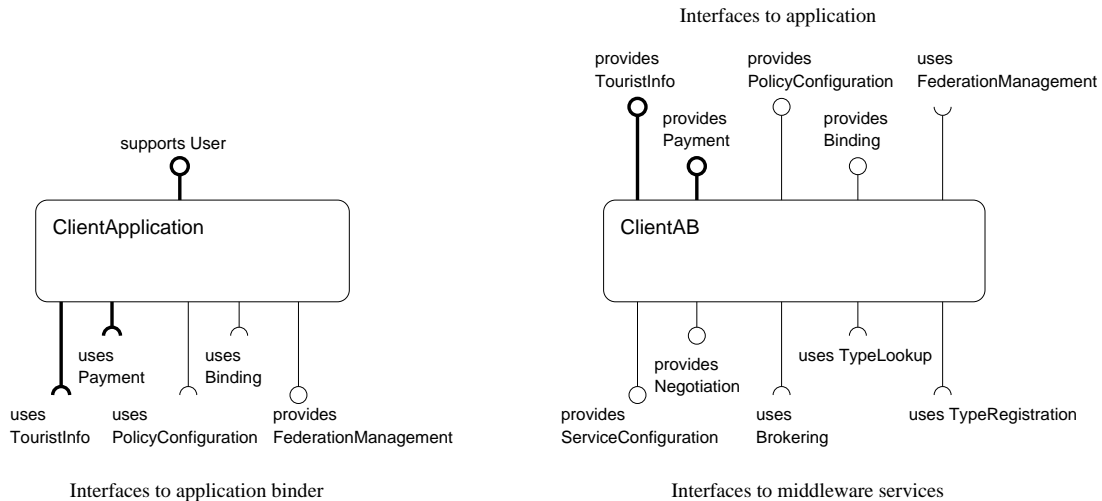 Interfaces to application
provides
TouristInfo
provides
PolicyConfiguration
uses
FederationManagement
provides
Payment
provides
Binding
supports User
ClientApplication
ClientAB
uses
Payment
uses
Binding
uses
TouristInfo
uses
PolicyConfiguration
provides
FederationManagement
provides
Negotiation
uses TypeLookup
provides
ServiceConfiguration
uses
Brokering
uses TypeRegistration
Interfaces to application binder
Interfaces to middleware services